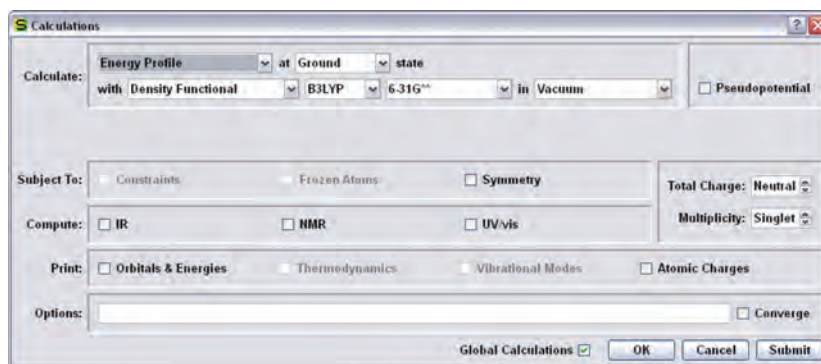 S Calculations
Calculate: Energy Profile at Ground state
with Density Functional B3LYP 6-31G** in Vacuum
Pseudopotential
Subject To: Constraints Frozen Atoms Symmetry
Total Charge: Neutral
Compute: IR NMR UV/vis
Multiplicity: Singlet
Print: Orbitals & Energies Thermodynamics Vibrational Modes Atomic Charges
Options: Converge
Global Calculations OK Cancel Submit